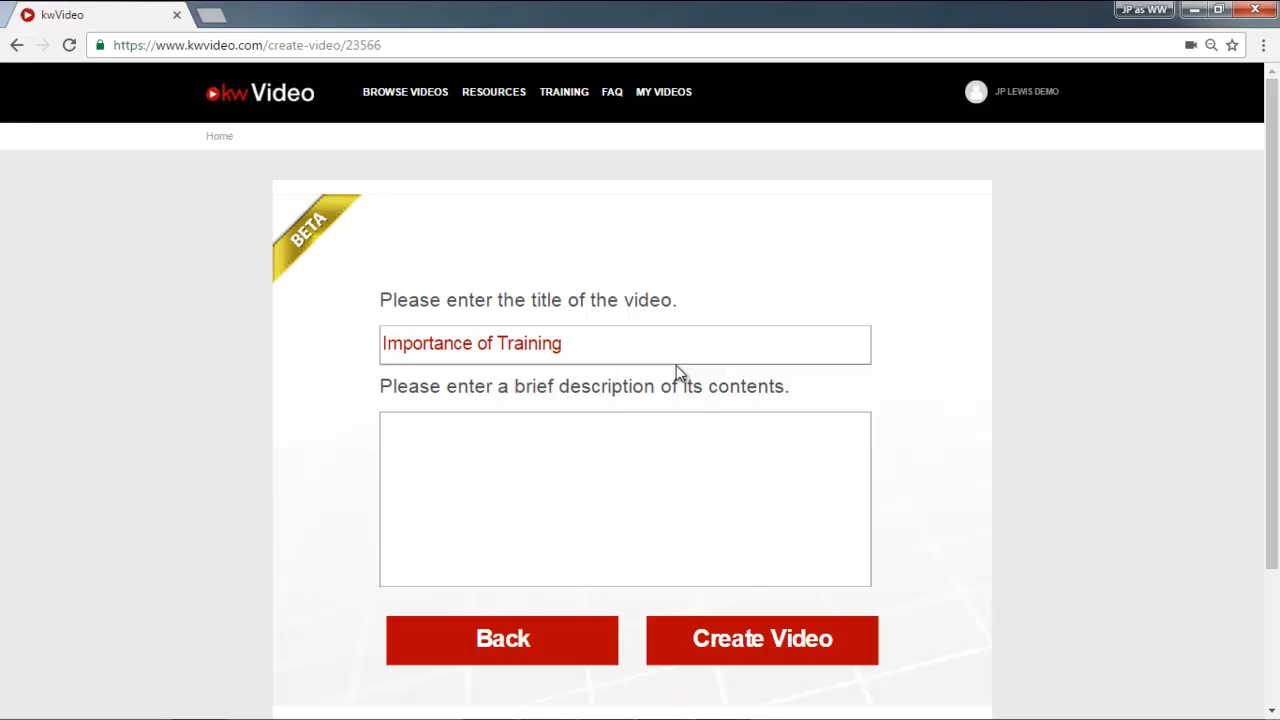 kwVideo
JP as WW
https://www.kwvideo.com/create-video/23566
kwVideo
BROWSE VIDEOS RESOURCES TRAINING FAQ MY VIDEOS
JP LEWIS DEMO
Home
BETA
Please enter the title of the video.
Importance of Training
Please enter a brief description of its contents.
Back
Create Video